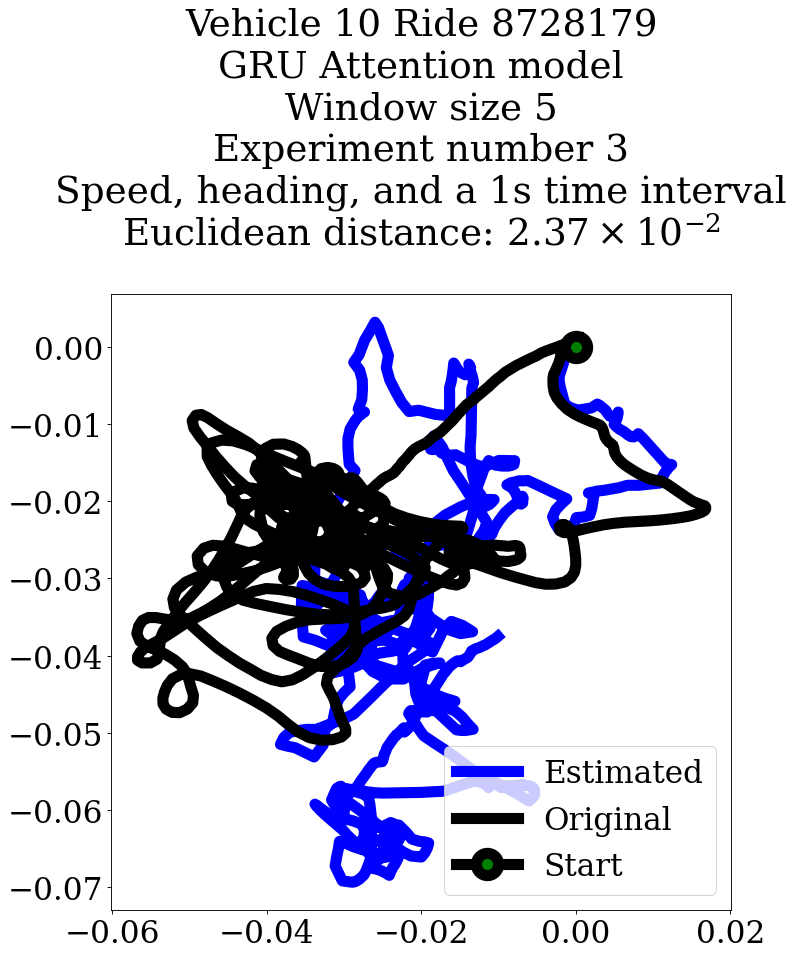 Vehicle 10 Ride 8728179
GRU Attention model
Window size 5
Experiment number 3
Speed, heading, and a 1s time interval
Euclidean distance: 2.37 × 10⁻²
0.00
−0.01
−0.02
−0.03
−0.04
−0.05
−0.06
−0.07
Estimated
Original
Start
−0.06 −0.04 −0.02 0.00 0.02